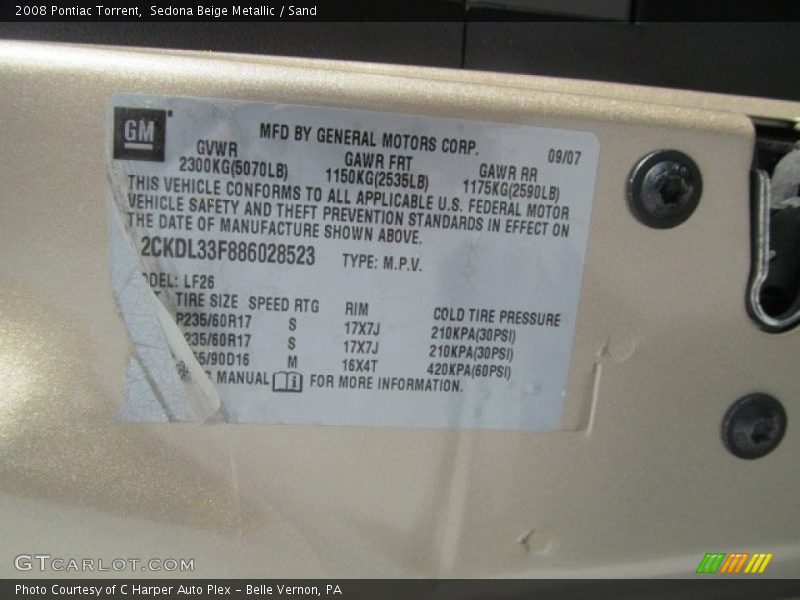 2008 Pontiac Torrent, Sedona Beige Metallic / Sand
GM
MFD BY GENERAL MOTORS CORP.
09/07
GVWR GAWR FRT GAWR RR
2300KG(5070LB) 1150KG(2535LB) 1175KG(2590LB)
THIS VEHICLE CONFORMS TO ALL APPLICABLE U.S. FEDERAL MOTOR
VEHICLE SAFETY AND THEFT PREVENTION STANDARDS IN EFFECT ON
THE DATE OF MANUFACTURE SHOWN ABOVE.
2CKDL33F886028523 TYPE: M.P.V.
ODEL: LF26
TIRE SIZE SPEED RTG RIM COLD TIRE PRESSURE
P235/60R17 S 17X7J 210KPA(30PSI)
235/60R17 S 17X7J 210KPA(30PSI)
5/90D16 M 16X4T 420KPA(60PSI)
MANUAL FOR MORE INFORMATION.
GTCARLOT.COM
Photo Courtesy of C Harper Auto Plex - Belle Vernon, PA